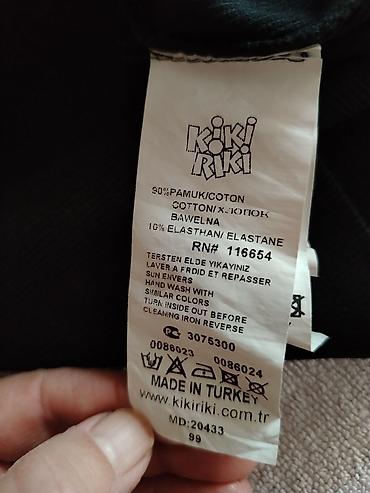 KiKi
RiKi
90%PAMUK/COTON
COTTON/ХЛОПОК
BAWELNA
10% ELASTHAN/ ELASTANE
RN# 116654
TERSTEN ELDE YIKAYINIZ
LAVER A FROID ET REPASSER
SUN ENVERS
HAND WASH WITH
SIMILAR COLORS
TURN INSIDE OUT BEFORE
CLEANING IRON REVERSE
3075300
0086023 0086024
MADE IN TURKEY
www.kikiriki.com.tr
MD:20433
99